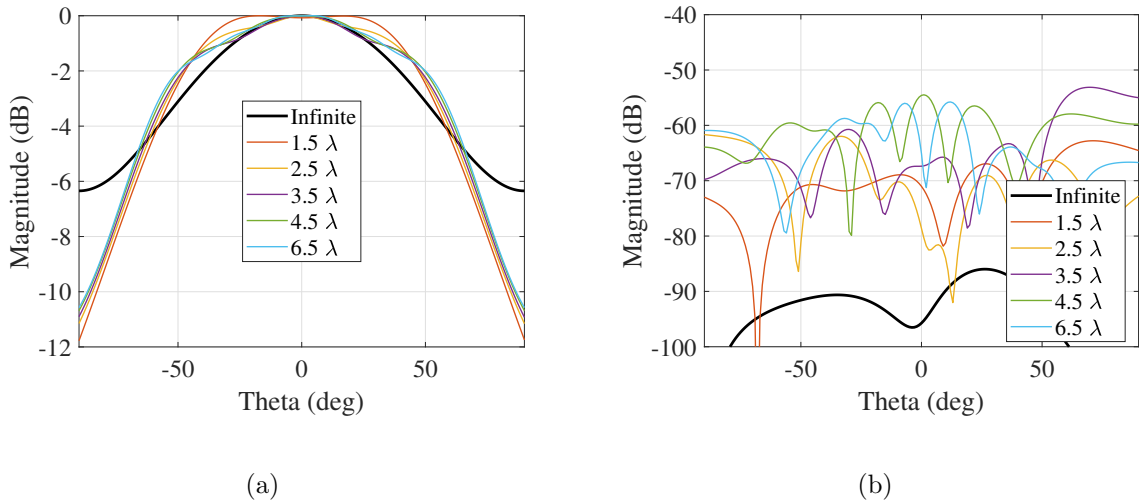 0
-2
-4
-6
-8
-10
-12
Magnitude (dB)
-50
0
50
Theta (deg)
Infinite
1.5 λ
2.5 λ
3.5 λ
4.5 λ
6.5 λ
(a)
-40
-50
-60
-70
-80
-90
-100
Magnitude (dB)
-50
0
50
Theta (deg)
Infinite
1.5 λ
2.5 λ
3.5 λ
4.5 λ
6.5 λ
(b)